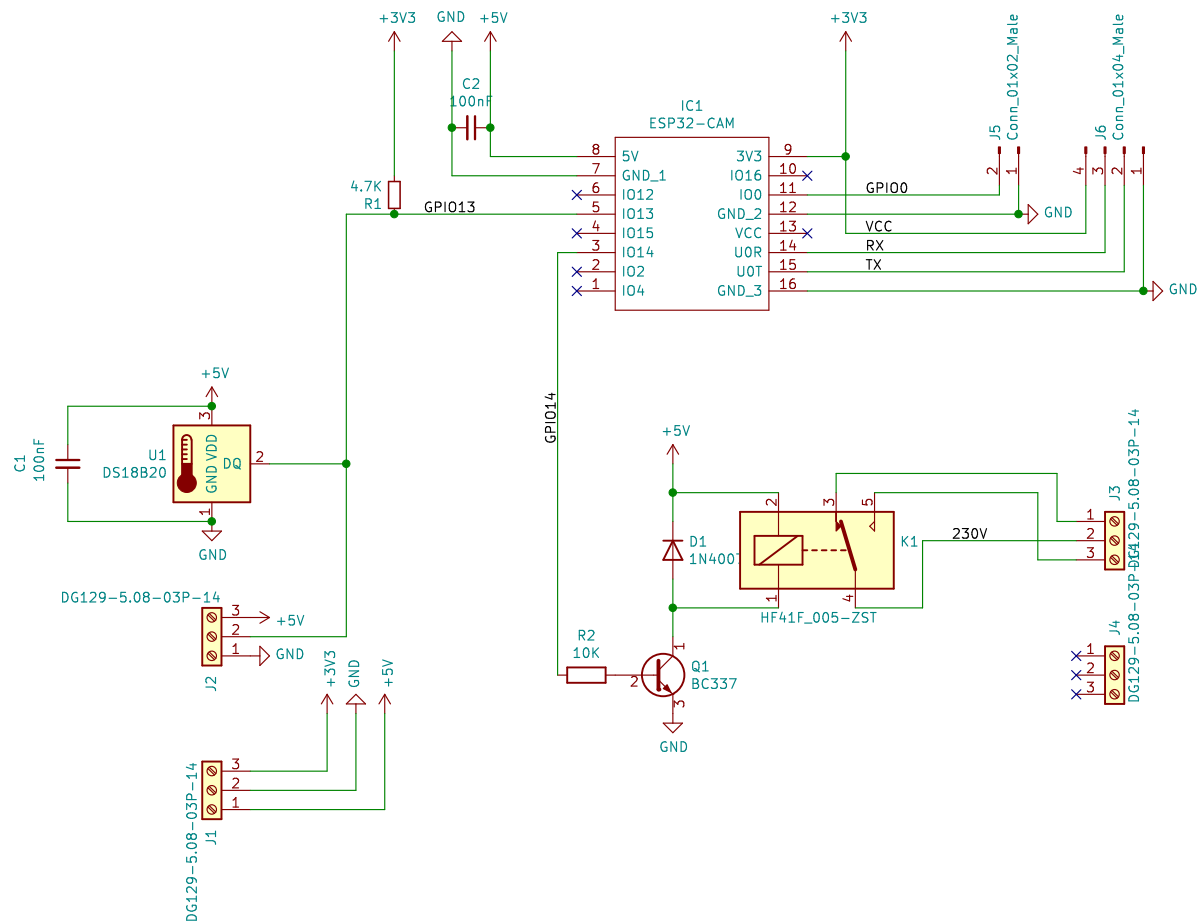 +3V3
GND
+5V
+3V3
C2
100nF
IC1
ESP32-CAM
J5
Conn_01x02_Male
J6
Conn_01x04_Male
8 5V
7 GND_1
6 IO12
5 IO13
4 IO15
3 IO14
2 IO2
1 IO4
3V3 9
IO16 10
IO0 11
GND_2 12
VCC 13
U0R 14
U0T 15
GND_3 16
2
1
4
3
2
1
4.7K
R1
GPIO13
GPIO0
GND
VCC
RX
TX
GND
GPIO14
+5V
3
U1
DS18B20
GND VDD
DQ
2
1
C1
100nF
GND
+5V
D1
1N4007
2
3
5
1
4
K1
HF41F_005-ZST
230V
J3
DG129-5.08-03P-14
1
2
3
J4
DG129-5.08-03P-14
1
2
3
DG129-5.08-03P-14
3
2
1
+5V
GND
J2
R2
10K
2
1
3
Q1
BC337
GND
+3V3
GND
+5V
3
2
1
J1
DG129-5.08-03P-14